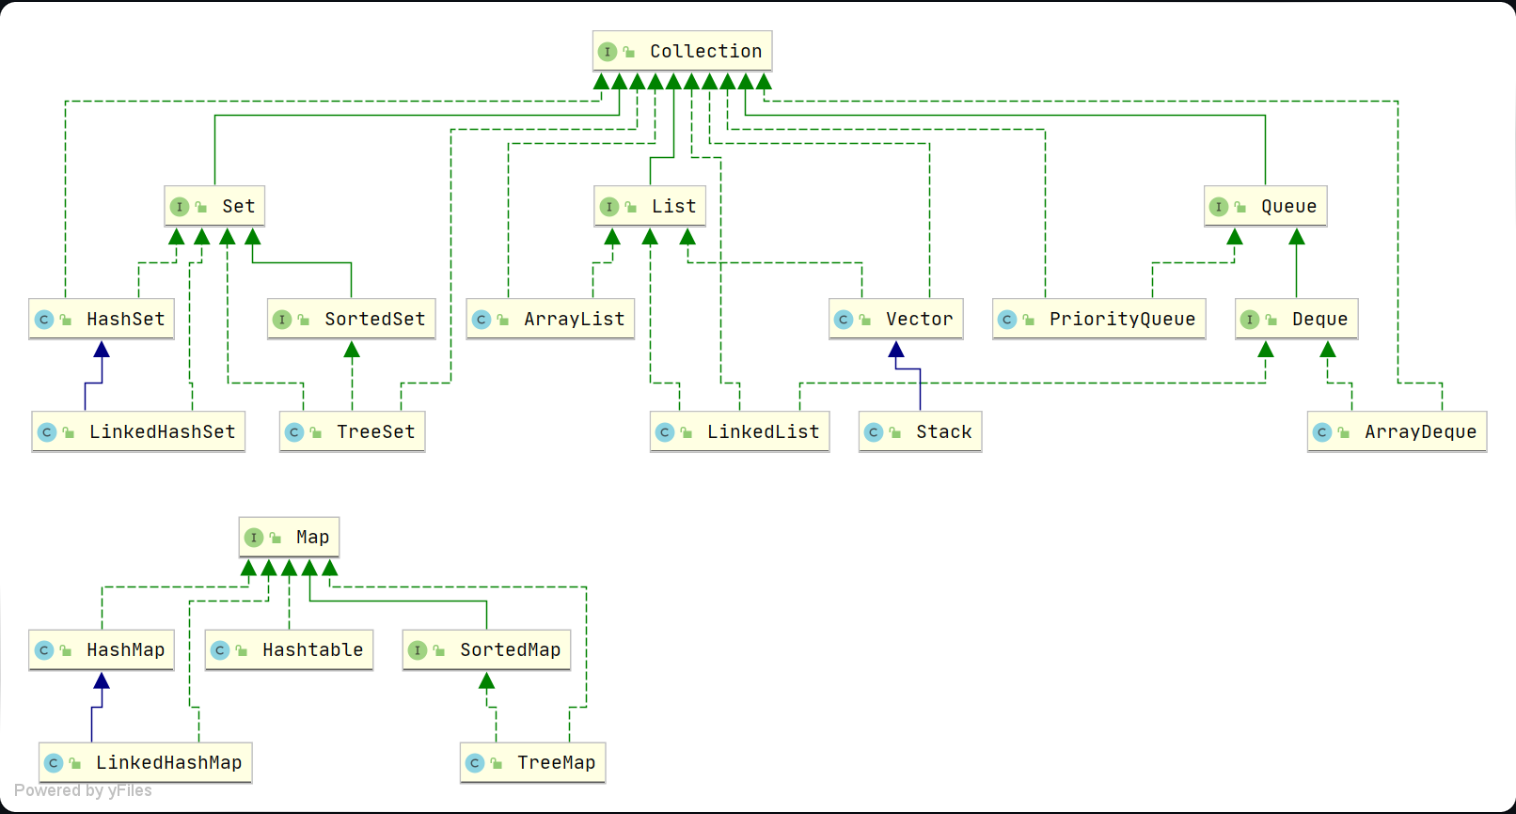 I Collection
I Set
I List
I Queue
C HashSet
I SortedSet
C ArrayList
C Vector
C PriorityQueue
I Deque
C LinkedHashSet
C TreeSet
C LinkedList
C Stack
C ArrayDeque
I Map
C HashMap
C Hashtable
I SortedMap
C LinkedHashMap
C TreeMap
Powered by yFiles